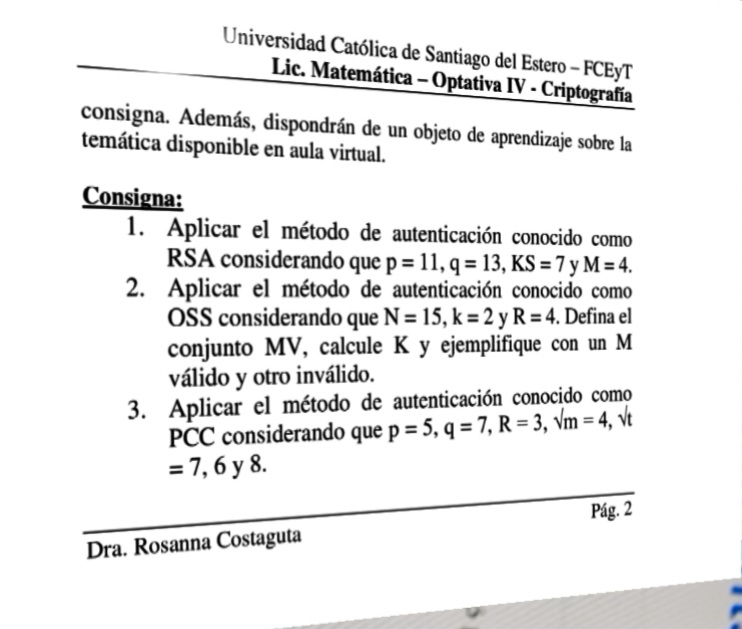 Universidad Católica de Santiago del Estero – FCEyT
Lic. Matemática – Optativa IV - Criptografía
consigna. Además, dispondrán de un objeto de aprendizaje sobre la
temática disponible en aula virtual.
Consigna:
1. Aplicar el método de autenticación conocido como
RSA considerando que p = 11, q = 13, KS = 7 y M = 4.
2. Aplicar el método de autenticación conocido como
OSS considerando que N = 15, k = 2 y R = 4. Defina el
conjunto MV, calcule K y ejemplifique con un M
válido y otro inválido.
3. Aplicar el método de autenticación conocido como
PCC considerando que p = 5, q = 7, R = 3, √m = 4, √t
= 7, 6 y 8.
Pág. 2
Dra. Rosanna Costaguta